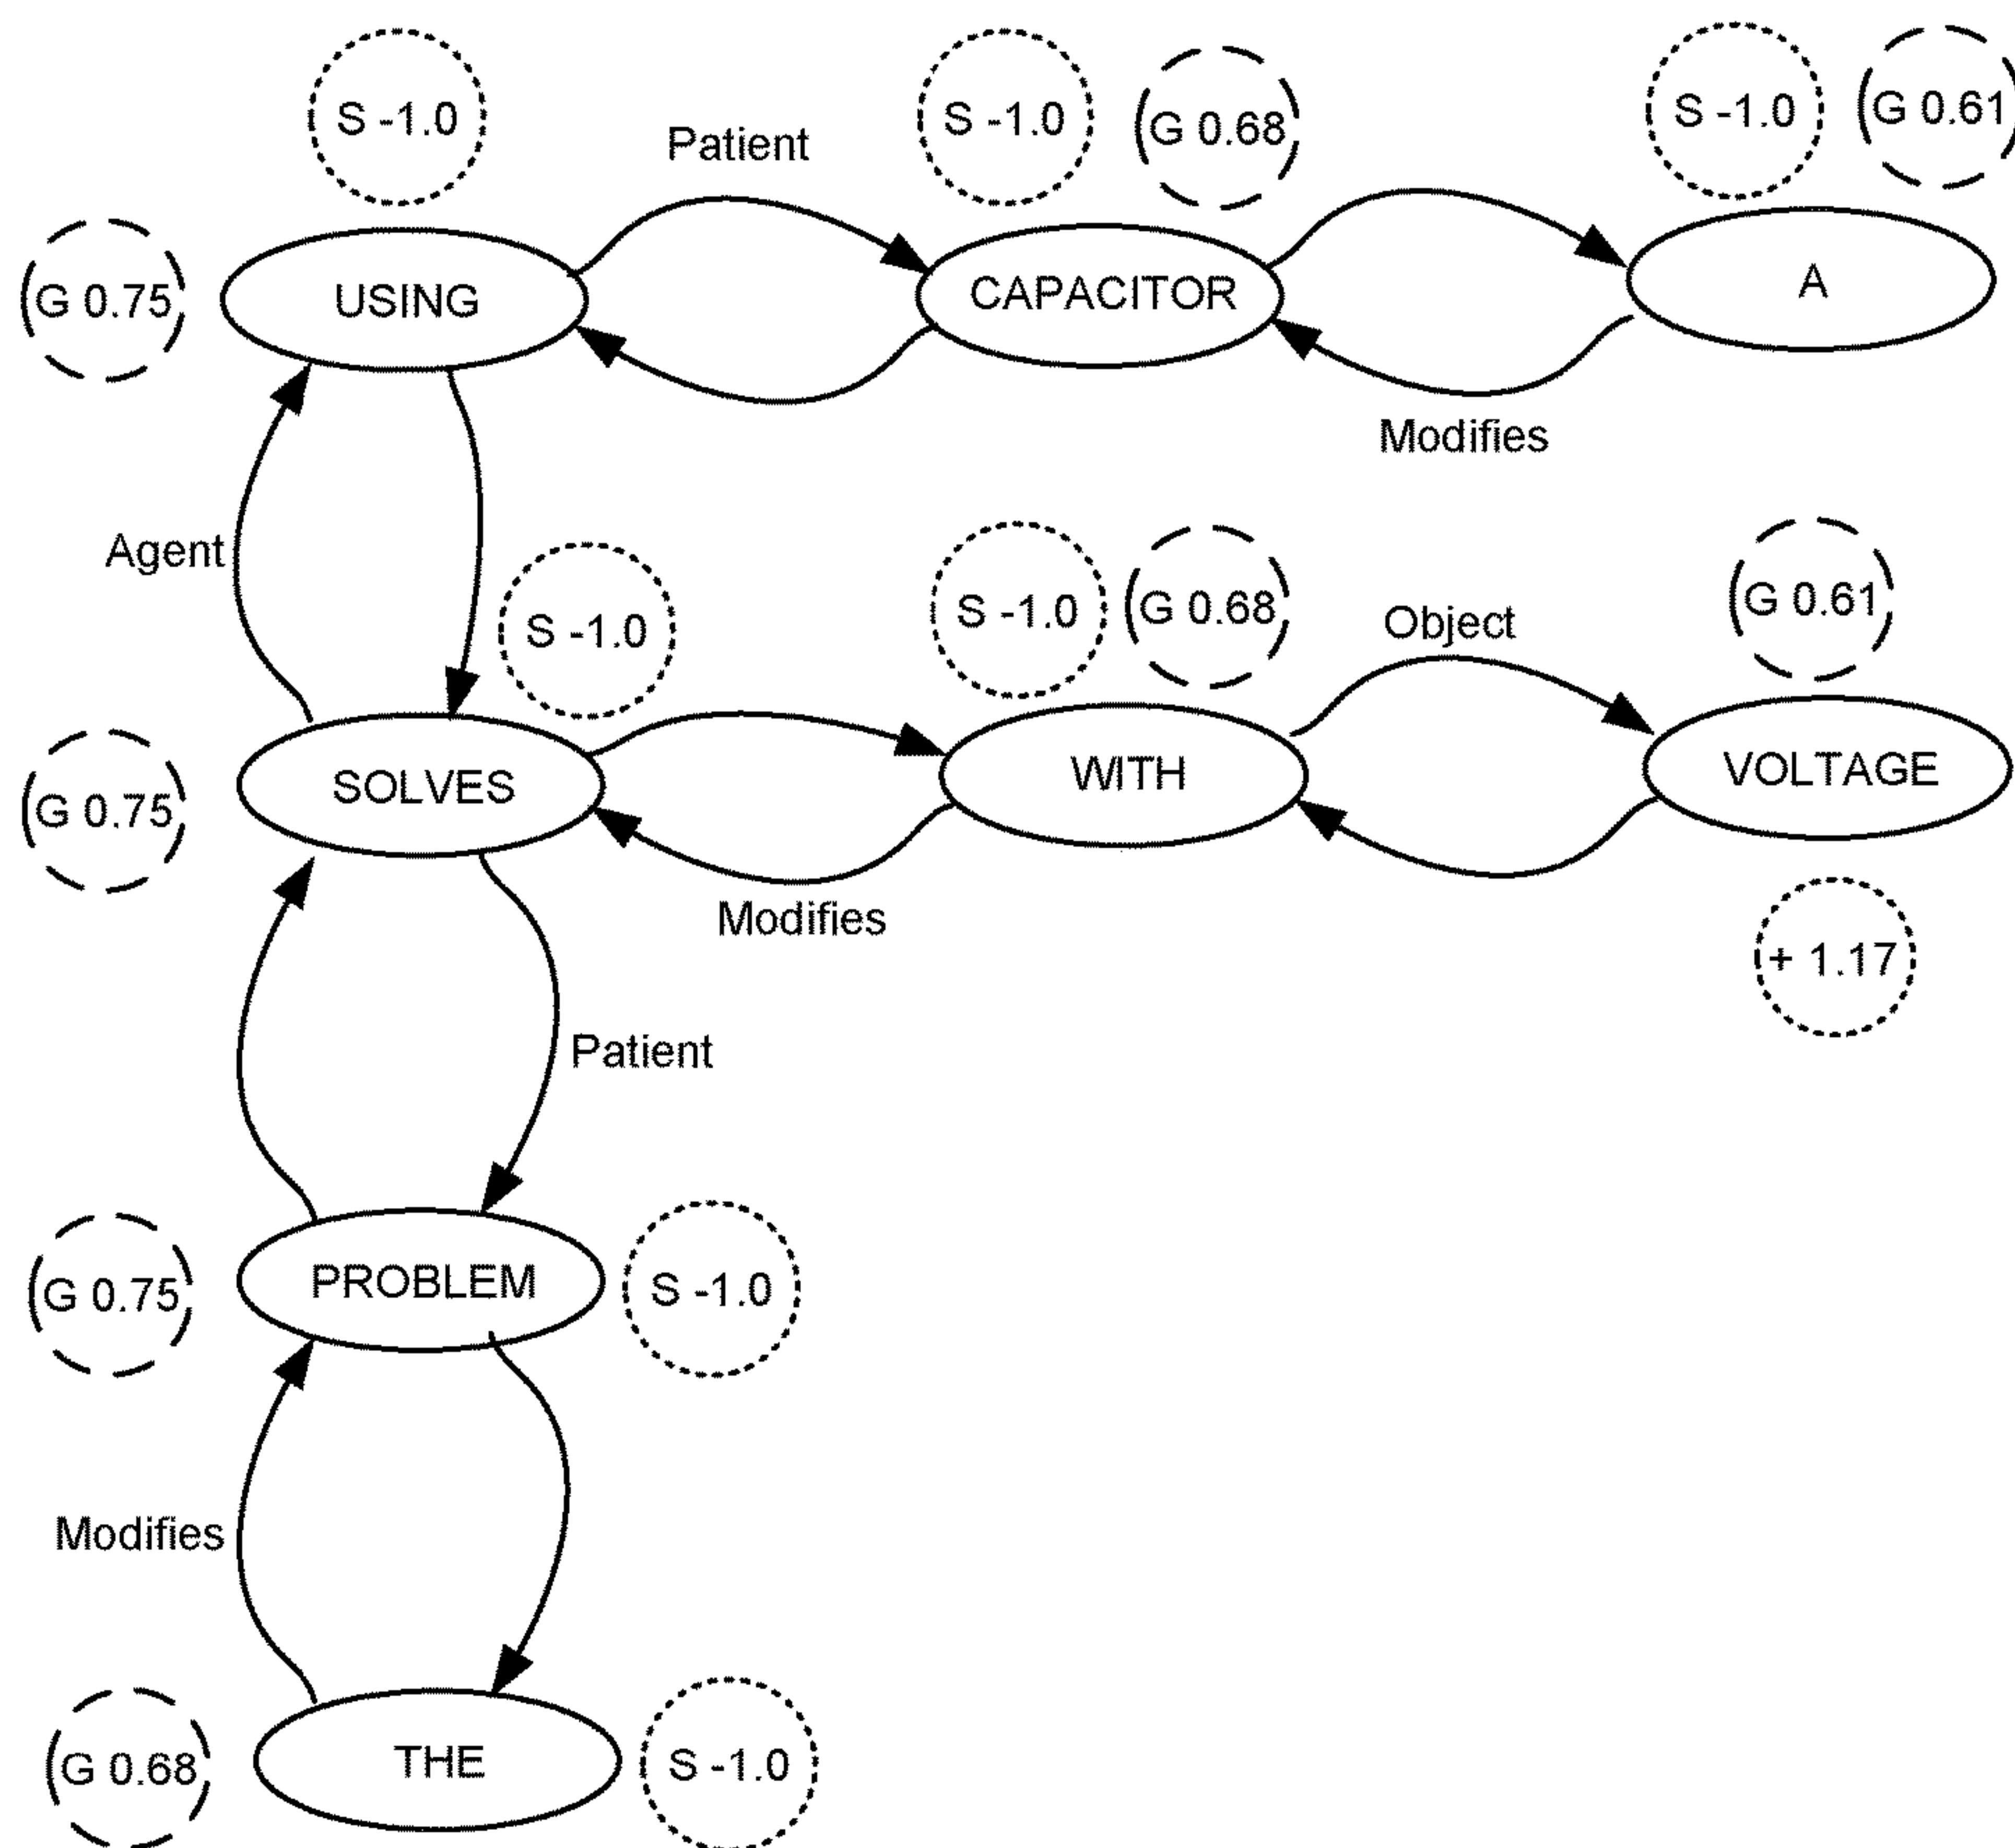 S -1.0
Patient
S -1.0
G 0.68
S -1.0
G 0.61
G 0.75
USING
CAPACITOR
A
Modifies
Agent
S -1.0
S -1.0
G 0.68
Object
G 0.61
G 0.75
SOLVES
WITH
VOLTAGE
Modifies
+ 1.17
Patient
G 0.75
PROBLEM
S -1.0
Modifies
G 0.68
THE
S -1.0